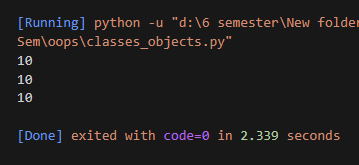 [Running] python -u "d:\6 semester\New folder
Sem\oops\classes_objects.py"
10
10
10
[Done] exited with code=0 in 2.339 seconds